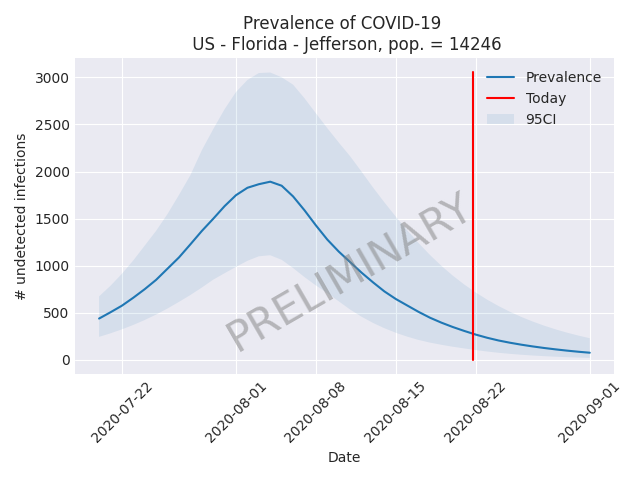 Prevalence of COVID-19
US - Florida - Jefferson, pop. = 14246
3000
2500
2000
1500
1000
500
0
# undetected infections
Prevalence
Today
95CI
PRELIMINARY
2020-07-22
2020-08-01
2020-08-08
2020-08-15
2020-08-22
2020-09-01
Date